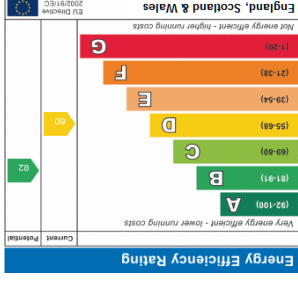 Energy Efficiency Rating
Current Potential
Very energy efficient - lower running costs
(92-100) A
(81-91) B
(69-80) C
(55-68) D
(39-54) E
(21-38) F
(1-20) G
Not energy efficient - higher running costs
82
60
England, Scotland & Wales
EU Directive
2002/91/EC